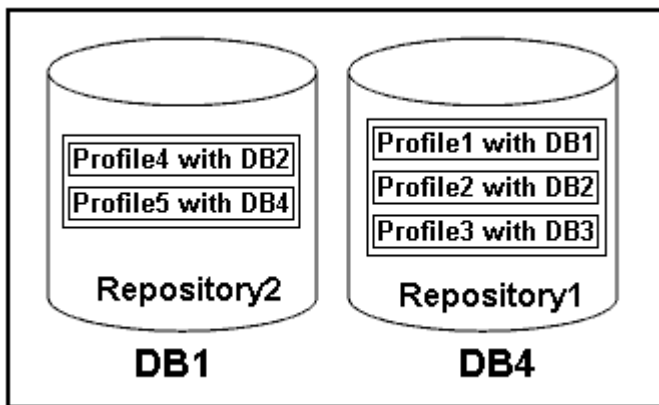 Profile4 with DB2
Profile5 with DB4
Repository2
DB1
Profile1 with DB1
Profile2 with DB2
Profile3 with DB3
Repository1
DB4